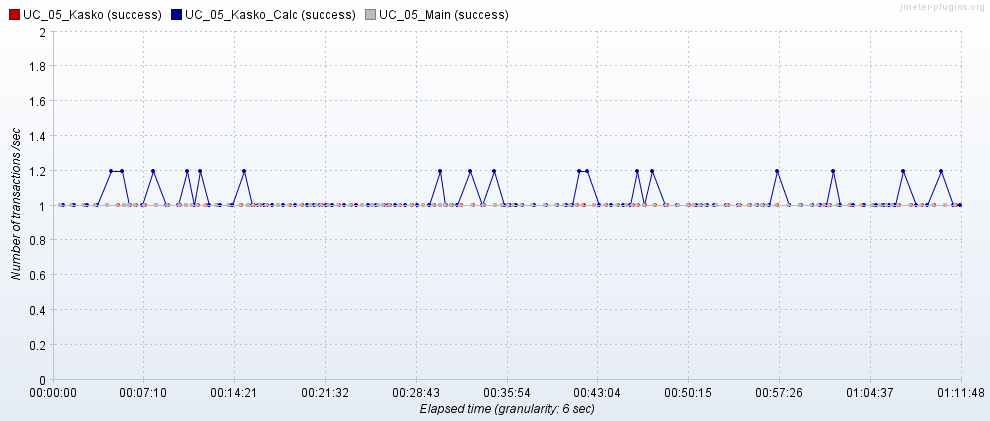 UC_05_Kasko (success) UC_05_Kasko_Calc (success) UC_05_Main (success)
jmeter-plugins.org
2
1.8
1.6
1.4
1.2
1
0.8
0.6
0.4
0.2
0
Number of transactions /sec
00:00:00 00:07:10 00:14:21 00:21:32 00:28:43 00:35:54 00:43:04 00:50:15 00:57:26 01:04:37 01:11:48
Elapsed time (granularity: 6 sec)